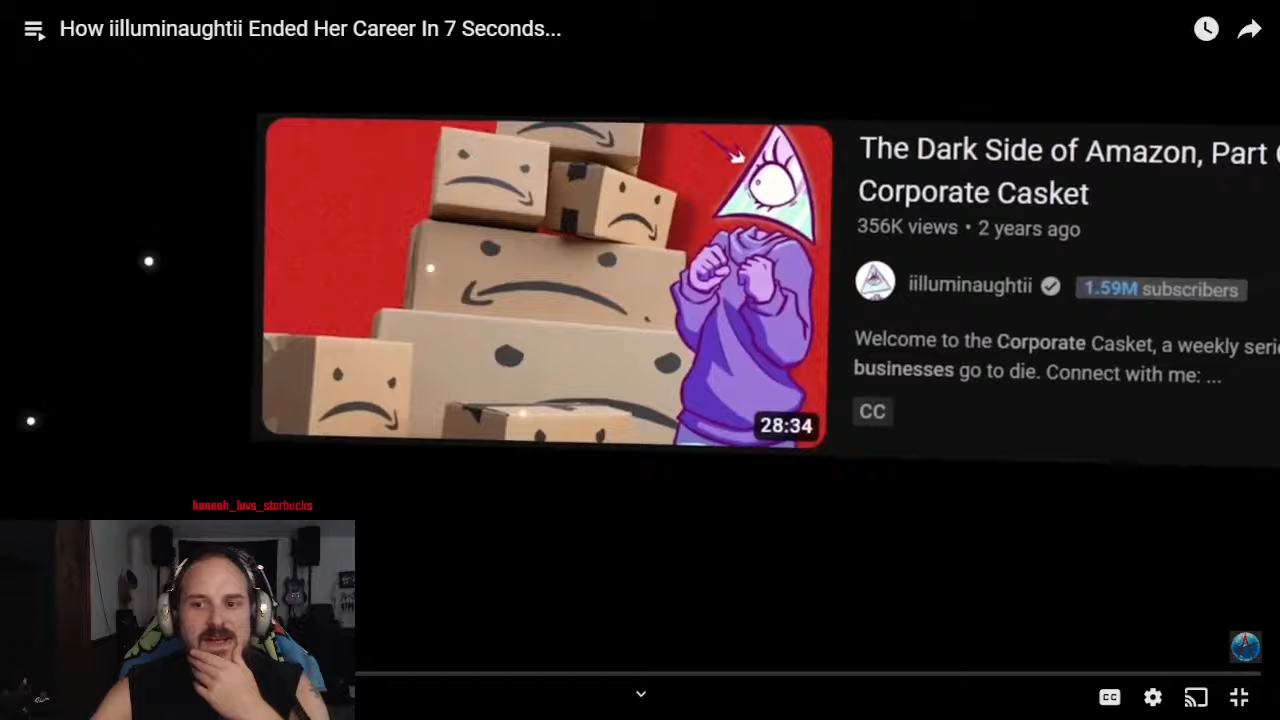 How iilluminaughtii Ended Her Career In 7 Seconds...
The Dark Side of Amazon, Part
Corporate Casket
356K views • 2 years ago
iilluminaughtii
1.59M subscribers
Welcome to the Corporate Casket, a weekly
businesses go to die. Connect with me: ...
CC
28:34
hannah_luvs_starbucks
CC